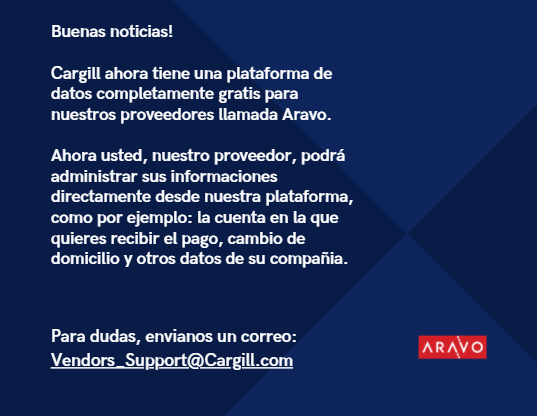 Buenas noticias!
Cargill ahora tiene una plataforma de
datos completamente gratis para
nuestros proveedores llamada Aravo.
Ahora usted, nuestro proveedor, podrá
administrar sus informaciones
directamente desde nuestra plataforma,
como por ejemplo: la cuenta en la que
quieres recibir el pago, cambio de
domicilio y otros datos de su compañia.
Para dudas, envianos un correo:
Vendors_Support@Cargill.com
ARAVO